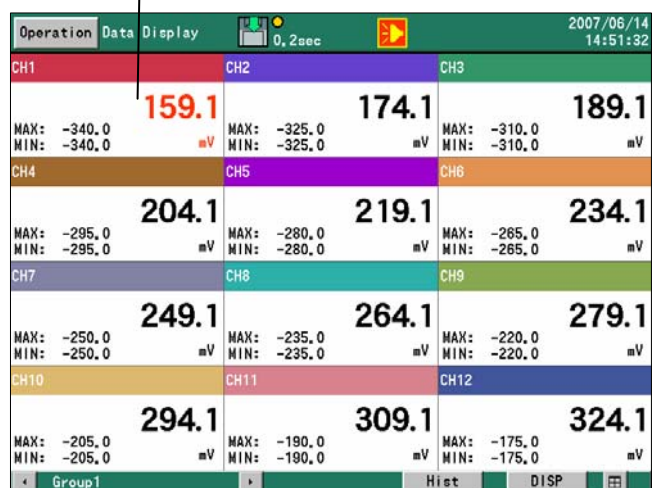 Operation Data Display 0.2sec 2007/06/14
14:51:32
CH1 CH2 CH3
159.1 174.1 189.1
MAX: -340.0 MAX: -325.0 MAX: -310.0
MIN: -340.0 mV MIN: -325.0 mV MIN: -310.0 mV
CH4 CH5 CH6
204.1 219.1 234.1
MAX: -295.0 MAX: -280.0 MAX: -265.0
MIN: -295.0 mV MIN: -280.0 mV MIN: -265.0 mV
CH7 CH8 CH9
249.1 264.1 279.1
MAX: -250.0 MAX: -235.0 MAX: -220.0
MIN: -250.0 mV MIN: -235.0 mV MIN: -220.0 mV
CH10 CH11 CH12
294.1 309.1 324.1
MAX: -205.0 MAX: -190.0 MAX: -175.0
MIN: -205.0 mV MIN: -190.0 mV MIN: -175.0 mV
Group1 Hist DISP